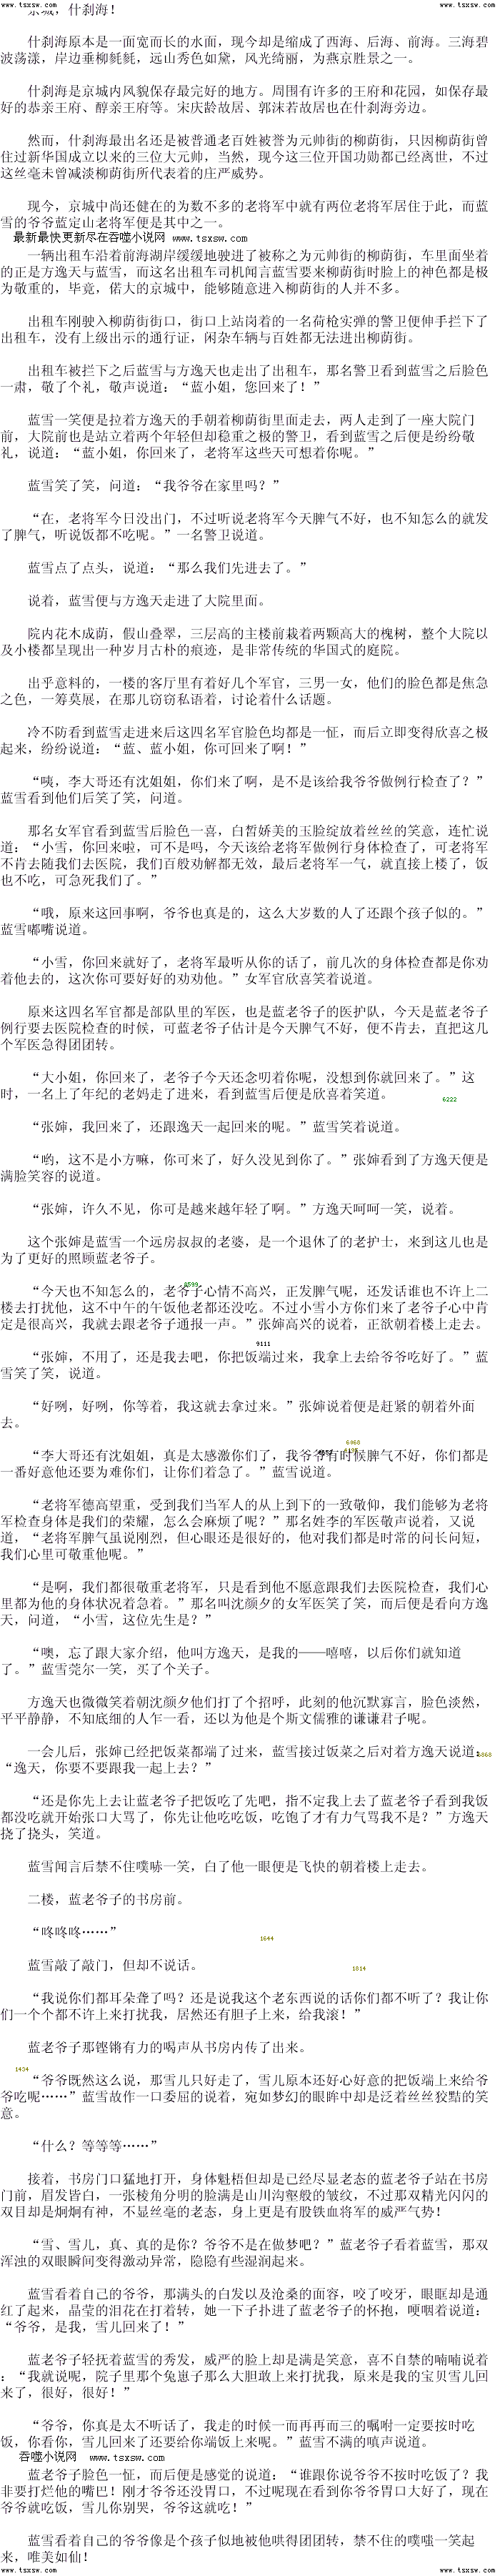 www.tsxsw.com www.tsxsw.com
京城，什刹海！
什刹海原本是一面宽而长的水面，现今却是缩成了西海、后海、前海。三海碧
波荡漾，岸边垂柳毵毵，远山秀色如黛，风光绮丽，为燕京胜景之一。
什刹海是京城内风貌保存最完好的地方。周围有许多的王府和花园，如保存最
好的恭亲王府、醇亲王府等。宋庆龄故居、郭沫若故居也在什刹海旁边。
然而，什刹海最出名还是被普通老百姓被誉为元帅街的柳荫街，只因柳荫街曾
住过新华国成立以来的三位大元帅，当然，现今这三位开国功勋都已经离世，不过
这丝毫未曾减淡柳荫街所代表着的庄严威势。
现今，京城中尚还健在的为数不多的老将军中就有两位老将军居住于此，而蓝
雪的爷爷蓝定山老将军便是其中之一。
最新最快更新尽在吞噬小说网 www.tsxsw.com
一辆出租车沿着前海湖岸缓缓地驶进了被称之为元帅街的柳荫街，车里面坐着
的正是方逸天与蓝雪，而这名出租车司机闻言蓝雪要来柳荫街时脸上的神色都是极
为敬重的，毕竟，偌大的京城中，能够随意进入柳荫街的人并不多。
出租车刚驶入柳荫街街口，街口上站岗着的一名荷枪实弹的警卫便伸手拦下了
出租车，没有上级出示的通行证，闲杂车辆与百姓都无法进出柳荫街。
出租车被拦下之后蓝雪与方逸天也走出了出租车，那名警卫看到蓝雪之后脸色
一肃，敬了个礼，敬声说道：“蓝小姐，您回来了！”
蓝雪一笑便是拉着方逸天的手朝着柳荫街里面走去，两人走到了一座大院门
前，大院前也是站立着两个年轻但却稳重之极的警卫，看到蓝雪之后便是纷纷敬
礼，说道：“蓝小姐，你回来了，老将军这些天可想着你呢。”
蓝雪笑了笑，问道：“我爷爷在家里吗？”
“在，老将军今日没出门，不过听说老将军今天脾气不好，也不知怎么的就发
了脾气，听说饭都不吃呢。”一名警卫说道。
蓝雪点了点头，说道：“那么我们先进去了。”
说着，蓝雪便与方逸天走进了大院里面。
院内花木成荫，假山叠翠，三层高的主楼前栽着两颗高大的槐树，整个大院以
及小楼都呈现出一种岁月古朴的痕迹，是非常传统的华国式的庭院。
出乎意料的，一楼的客厅里有着好几个军官，三男一女，他们的脸色都是焦急
之色，一筹莫展，在那儿窃窃私语着，讨论着什么话题。
冷不防看到蓝雪走进来后这四名军官脸色均都是一怔，而后立即变得欣喜之极
起来，纷纷说道：“蓝、蓝小姐，你可回来了啊！”
“咦，李大哥还有沈姐姐，你们来了啊，是不是该给我爷爷做例行检查了？”
蓝雪看到他们后笑了笑，问道。
那名女军官看到蓝雪后脸色一喜，白皙娇美的玉脸绽放着丝丝的笑意，连忙说
道：“小雪，你回来啦，可不是吗，今天该给老将军做例行身体检查了，可老将军
不肯去随我们去医院，我们百般劝解都无效，最后老将军一气，就直接上楼了，饭
也不吃，可急死我们了。”
“哦，原来这回事啊，爷爷也真是的，这么大岁数的人了还跟个孩子似的。”
蓝雪嘟嘴说道。
“小雪，你回来就好了，老将军最听从你的话了，前几次的身体检查都是你劝
着他去的，这次你可要好好的劝劝他。”女军官欣喜笑着说道。
原来这四名军官都是部队里的军医，也是蓝老爷子的医护队，今天是蓝老爷子
例行要去医院检查的时候，可蓝老爷子估计是今天脾气不好，便不肯去，直把这几
个军医急得团团转。
“大小姐，你回来了，老爷子今天还念叨着你呢，没想到你就回来了。”这
时，一名上了年纪的老妈走了进来，看到蓝雪后便是欣喜着笑道。
6222
“张婶，我回来了，还跟逸天一起回来的呢。”蓝雪笑着说道。
“哟，这不是小方嘛，你可来了，好久没见到你了。”张婶看到了方逸天便是
满脸笑容的说道。
“张婶，许久不见，你可是越来越年轻了啊。”方逸天呵呵一笑，说着。
这个张婶是蓝雪一个远房叔叔的老婆，是一个退休了的老护士，来到这儿也是
为了更好的照顾蓝老爷子。
“今天也不知怎么的，老爷子心情不高兴，正发脾气呢，还发话谁也不许上二
楼去打扰他，这不中午的午饭他老都还没吃。不过小雪小方你们来了老爷子心中肯
定是很高兴，我就去跟老爷子通报一声。”张婶高兴的说着，正欲朝着楼上走去。
9111
“张婶，不用了，还是我去吧，你把饭端过来，我拿上去给爷爷吃好了。”蓝
雪笑了笑，说道。
“好咧，好咧，你等着，我这就去拿过来。”张婶说着便是赶紧的朝着外面
去。
“李大哥还有沈姐姐，真是太感激你们了，我爷爷有时候脾气不好，你们都是
一番好意他还要为难你们，让你们着急了。”蓝雪说道。
“老将军德高望重，受到我们当军人的从上到下的一致敬仰，我们能够为老将
军检查身体是我们的荣耀，怎么会麻烦了呢？”那名姓李的军医敬声说着，又说
道，“老将军脾气虽说刚烈，但心眼还是很好的，他对我们都是时常的问长问短，
我们心里可敬重他呢。”
“是啊，我们都很敬重老将军，只是看到他不愿意跟我们去医院检查，我们心
里都为他的身体状况着急着。”那名叫沈颜夕的女军医笑了笑，而后便是看向方逸
天，问道，“小雪，这位先生是？”
“噢，忘了跟大家介绍，他叫方逸天，是我的——嘻嘻，以后你们就知道
了。”蓝雪莞尔一笑，买了个关子。
方逸天也微微笑着朝沈颜夕他们打了个招呼，此刻的他沉默寡言，脸色淡然，
平平静静，不知底细的人乍一看，还以为他是个斯文儒雅的谦谦君子呢。
一会儿后，张婶已经把饭菜都端了过来，蓝雪接过饭菜之后对着方逸天说道：
“逸天，你要不要跟我一起上去？”
“还是你先上去让蓝老爷子把饭吃了先吧，指不定我上去了蓝老爷子看到我饭
都没吃就开始张口大骂了，你先让他吃吃饭，吃饱了才有力气骂我不是？”方逸天
挠了挠头，笑道。
蓝雪闻言后禁不住噗哧一笑，白了他一眼便是飞快的朝着楼上走去。
二楼，蓝老爷子的书房前。
“咚咚咚……”
1644
蓝雪敲了敲门，但却不说话。
1814
“我说你们都耳朵聋了吗？还是说我这个老东西说的话你们都不听了？我让你
们一个个都不许上来打扰我，居然还有胆子上来，给我滚！”
蓝老爷子那铿锵有力的喝声从书房内传了出来。
1434
“爷爷既然这么说，那雪儿只好走了，雪儿原本还好心好意的把饭端上来给爷
爷吃呢……”蓝雪故作一口委屈的说着，宛如梦幻的眼眸中却是泛着丝丝狡黠的笑
意。
“什么？等等等……”
接着，书房门口猛地打开，身体魁梧但却是已经尽显老态的蓝老爷子站在书房
门前，眉发皆白，一张棱角分明的脸满是山川沟壑般的皱纹，不过那双精光闪闪的
双目却是炯炯有神，不显丝毫的老态，身上更是有股铁血将军的威严气势！
“雪、雪儿，真、真的是你？爷爷不是在做梦吧？”蓝老爷子看着蓝雪，那双
浑浊的双眼瞬间变得激动异常，隐隐有些湿润起来。
蓝雪看着自己的爷爷，那满头的白发以及沧桑的面容，咬了咬牙，眼眶却是通
红了起来，晶莹的泪花在打着转，她一下子扑进了蓝老爷子的怀抱，哽咽着说道：
“爷爷，是我，雪儿回来了！”
蓝老爷子轻抚着蓝雪的秀发，威严的脸上却是满是笑意，喜不自禁的喃喃说着
：“我就说呢，院子里那个兔崽子那么大胆敢上来打扰我，原来是我的宝贝雪儿回
来了，很好，很好！”
“爷爷，你真是太不听话了，我走的时候一而再再而三的嘱咐一定要按时吃
饭，你看你，雪儿回来了还要给你端饭上来呢。”蓝雪不满的嗔声说道。
吞噬小说网 www.tsxsw.com
蓝老爷子脸色一怔，而后便是感觉的说道：“谁跟你说爷爷不按时吃饭了？我
非要打烂他的嘴巴！刚才爷爷还没胃口，不过呢现在看到你爷爷胃口大好了，现在
爷爷就吃饭，雪儿你别哭，爷爷这就吃！”
蓝雪看着自己的爷爷像是个孩子似地被他哄得团团转，禁不住的噗嗤一笑起
来，唯美如仙！
www.tsxsw.com www.tsxsw.com